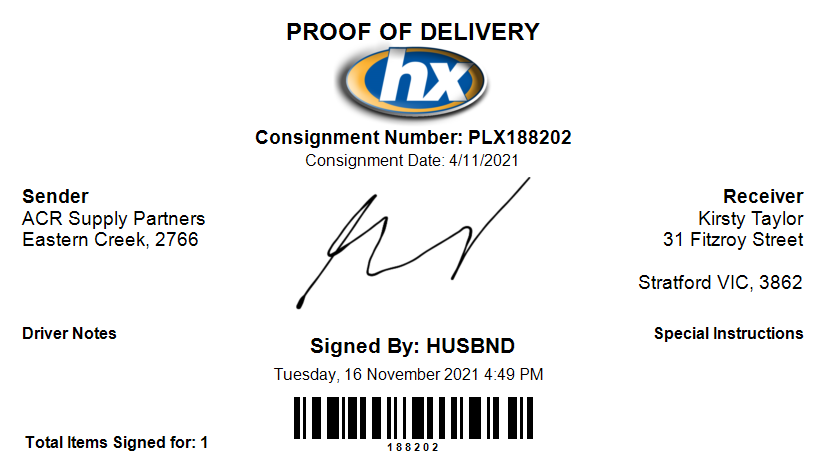 PROOF OF DELIVERY
hx
Consignment Number: PLX188202
Consignment Date: 4/11/2021
Sender
ACR Supply Partners
Eastern Creek, 2766
Receiver
Kirsty Taylor
31 Fitzroy Street
Stratford VIC, 3862
Driver Notes
Special Instructions
Signed By: HUSBND
Tuesday, 16 November 2021 4:49 PM
188202
Total Items Signed for: 1